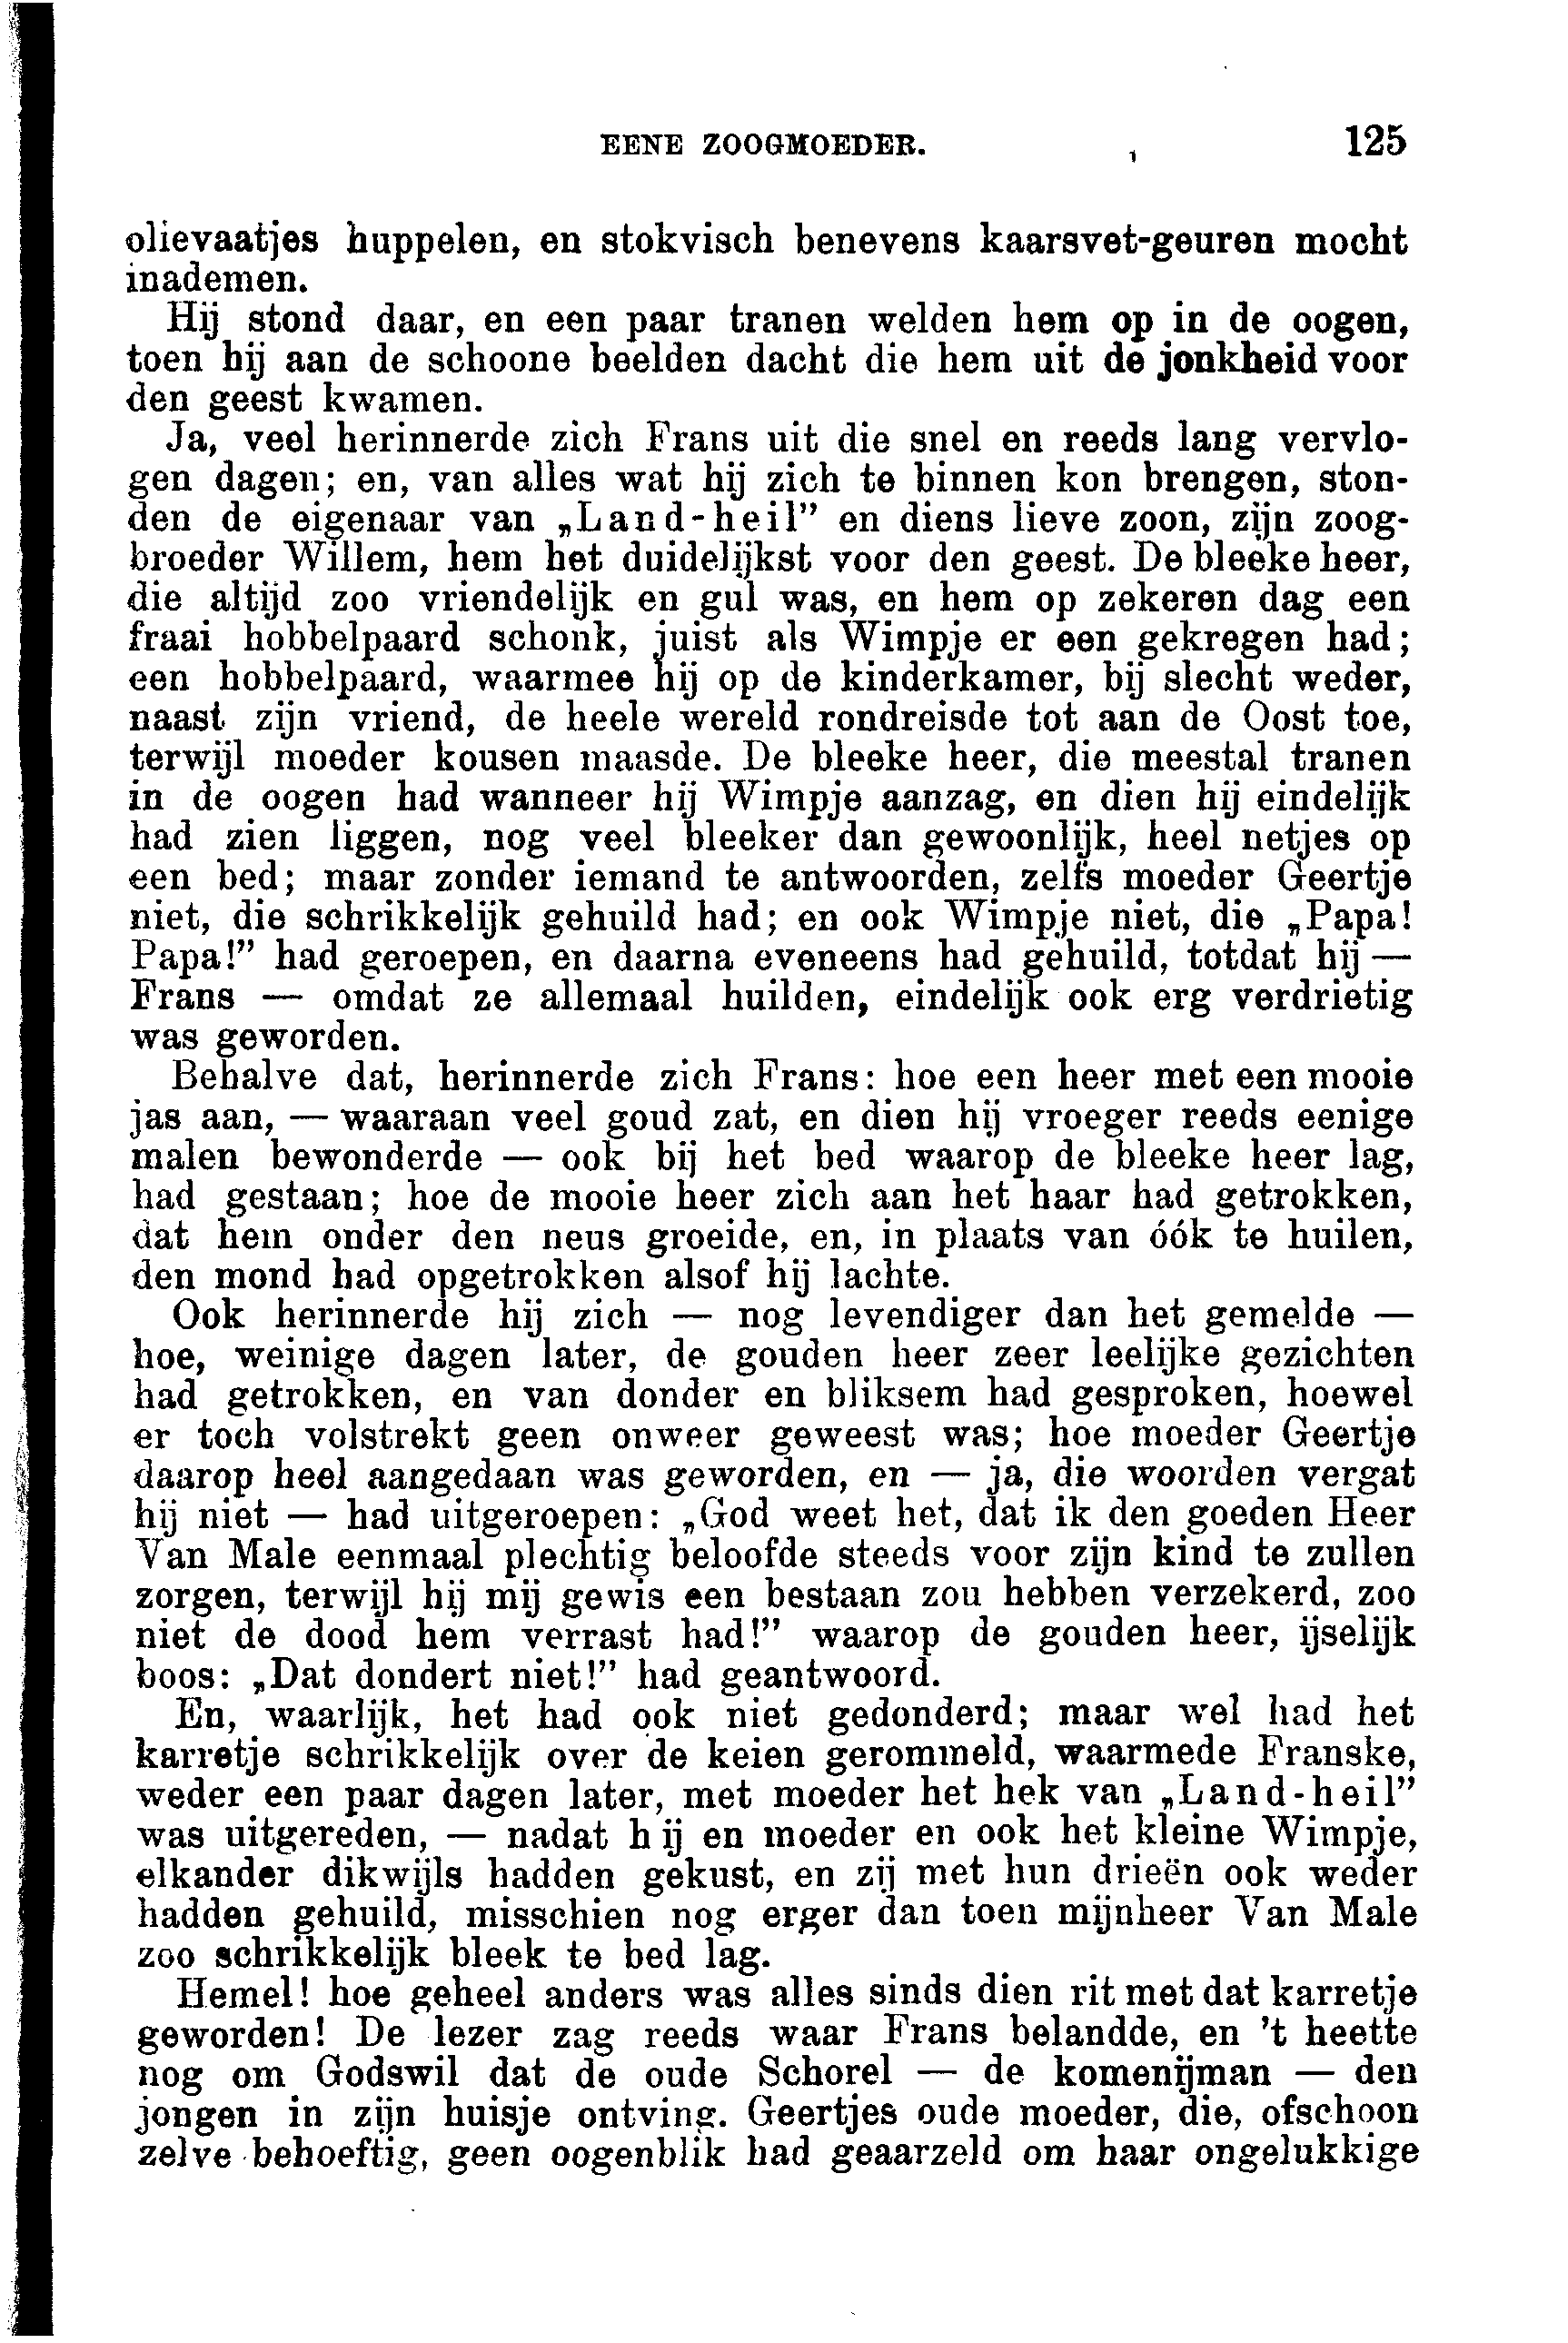 EENE ZOOGMOEDER. 125
olievaatjes huppelen, en stokvisch benevens kaarsvet-geuren mocht
inademen.
Hij stond daar, en een paar tranen welden hem op in de oogen,
toen hij aan de schoone beelden dacht die hem uit de jonkheid voor
den geest kwamen.
Ja, veel herinnerde zich Frans uit die snel en reeds lang vervlo-
gen dagen; en, van alles wat hij zich te binnen kon brengen, ston-
den de eigenaar van „Land-heil” en diens lieve zoon, zijn zoog-
broeder Willem, hem het duidelijkst voor den geest. De bleeke heer,
die altijd zoo vriendelijk en gul was, en hem op zekeren dag een
fraai hobbelpaard schonk, juist als Wimpje er een gekregen had;
een hobbelpaard, waarmee hij op de kinderkamer, bij slecht weder,
naast zijn vriend, de heele wereld rondreisde tot aan de Oost toe,
terwijl moeder kousen maasde. De bleeke heer, die meestal tranen
in de oogen had wanneer hij Wimpje aanzag, en dien hij eindelijk
had zien liggen, nog veel bleeker dan gewoonlijk, heel netjes op
een bed; maar zonder iemand te antwoorden, zelfs moeder Geertje
niet, die schrikkelijk gehuild had; en ook Wimpje niet, die „Papa!
Papa!” had geroepen, en daarna eveneens had gehuild, totdat hij —
Frans — omdat ze allemaal huilden, eindelijk ook erg verdrietig
was geworden.
Behalve dat, herinnerde zich Frans: hoe een heer met een mooie
jas aan, — waaraan veel goud zat, en dien hij vroeger reeds eenige
malen bewonderde — ook bij het bed waarop de bleeke heer lag,
had gestaan; hoe de mooie heer zich aan het haar had getrokken,
dat hem onder den neus groeide, en, in plaats van óók te huilen,
den mond had opgetrokken alsof hij lachte.
Ook herinnerde hij zich — nog levendiger dan het gemelde —
hoe, weinige dagen later, de gouden heer zeer leelijke gezichten
had getrokken, en van donder en bliksem had gesproken, hoewel
er toch volstrekt geen onweer geweest was; hoe moeder Geertje
daarop heel aangedaan was geworden, en — ja, die woorden vergat
hij niet — had uitgeroepen: „God weet het, dat ik den goeden Heer
Van Male eenmaal plechtig beloofde steeds voor zijn kind te zullen
zorgen, terwijl hij mij gewis een bestaan zou hebben verzekerd, zoo
niet de dood hem verrast had!” waarop de gouden heer, ijselijk
boos: „Dat dondert niet!” had geantwoord.
En, waarlijk, het had ook niet gedonderd; maar wel had het
karretje schrikkelijk over de keien gerommeld, waarmede Franske,
weder een paar dagen later, met moeder het hek van „Land-heil”
was uitgereden, — nadat hij en moeder en ook het kleine Wimpje,
elkander dikwijls hadden gekust, en zij met hun drieën ook weder
hadden gehuild, misschien nog erger dan toen mijnheer Van Male
zoo schrikkelijk bleek te bed lag.
Hemel! hoe geheel anders was alles sinds dien rit met dat karretje
geworden! De lezer zag reeds waar Frans belandde, en 't heette
nog om Godswil dat de oude Schorel — de komenijman — den
jongen in zijn huisje ontving. Geertjes oude moeder, die, ofschoon
zelve behoeftig, geen oogenblik had geaarzeld om haar ongelukkige